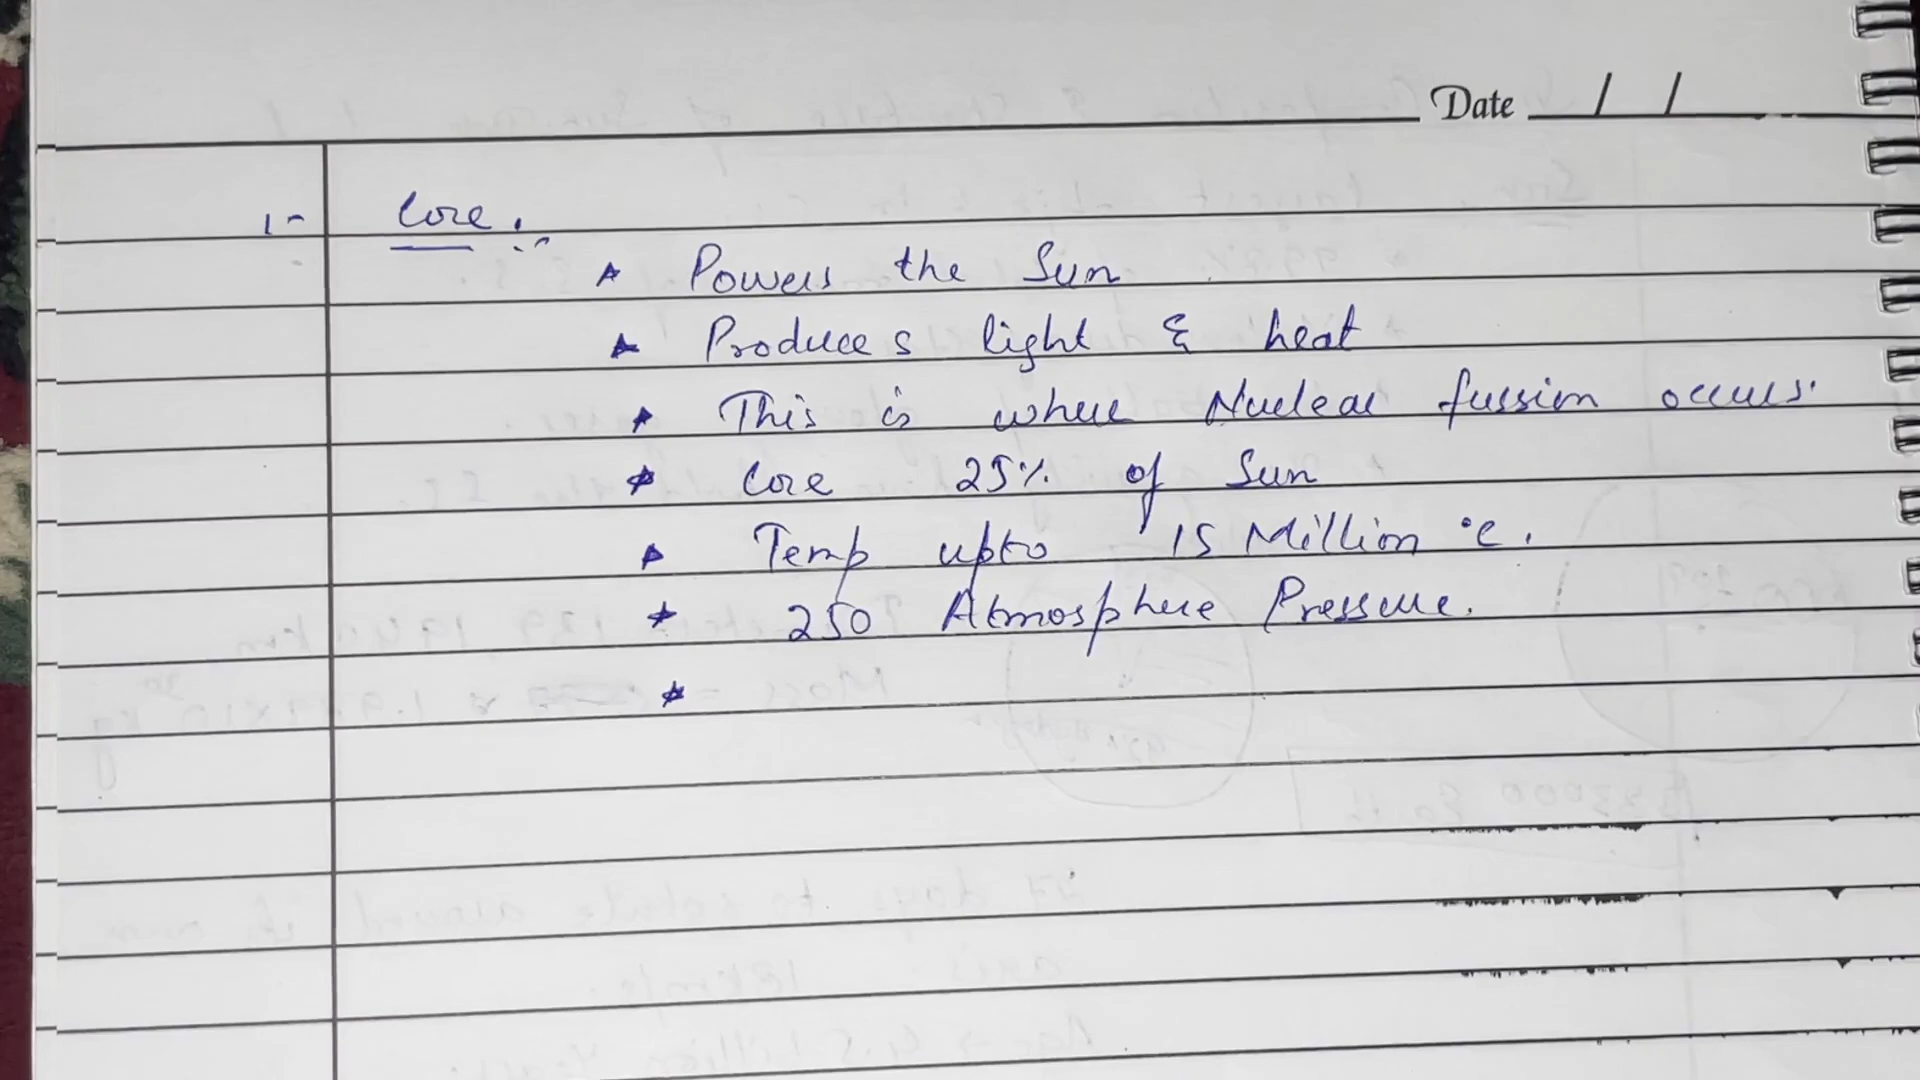 Date / /
1- Core :-
* Powers the Sun
* Produces light & heat
* This is where Nuclear fussion occurs.
* Core 25% of Sun
* Temp upto 15 Million °C.
* 250 Atmosphere Pressure.
*